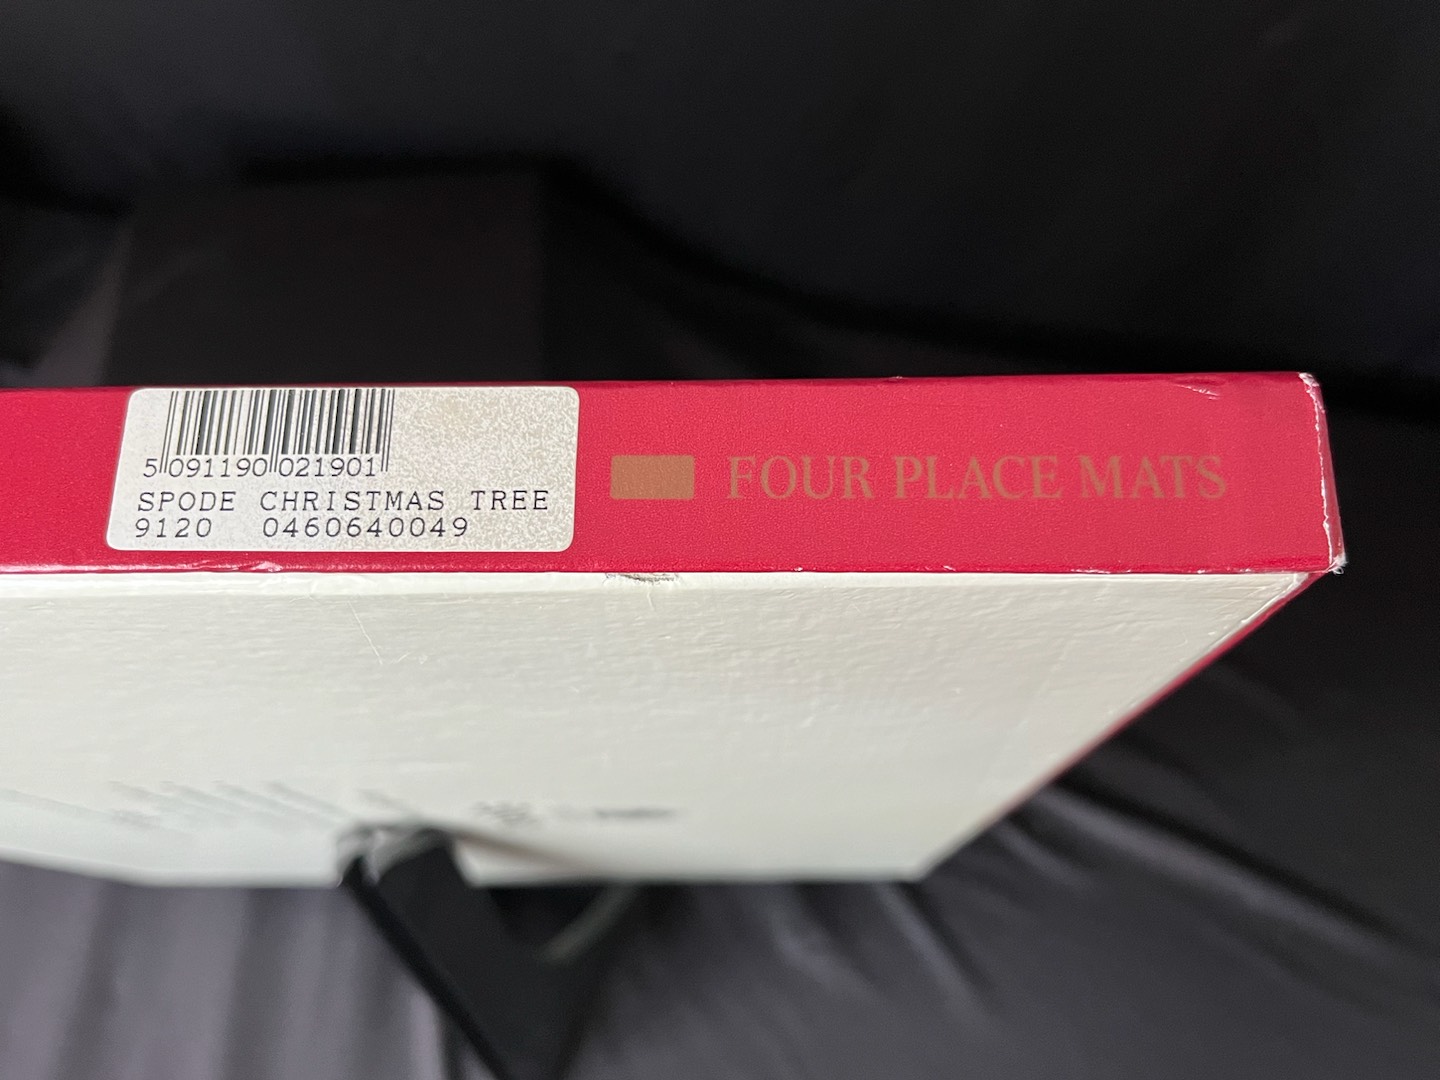 5 091190 021901
SPODE CHRISTMAS TREE
9120 0460640049
FOUR PLACE MATS